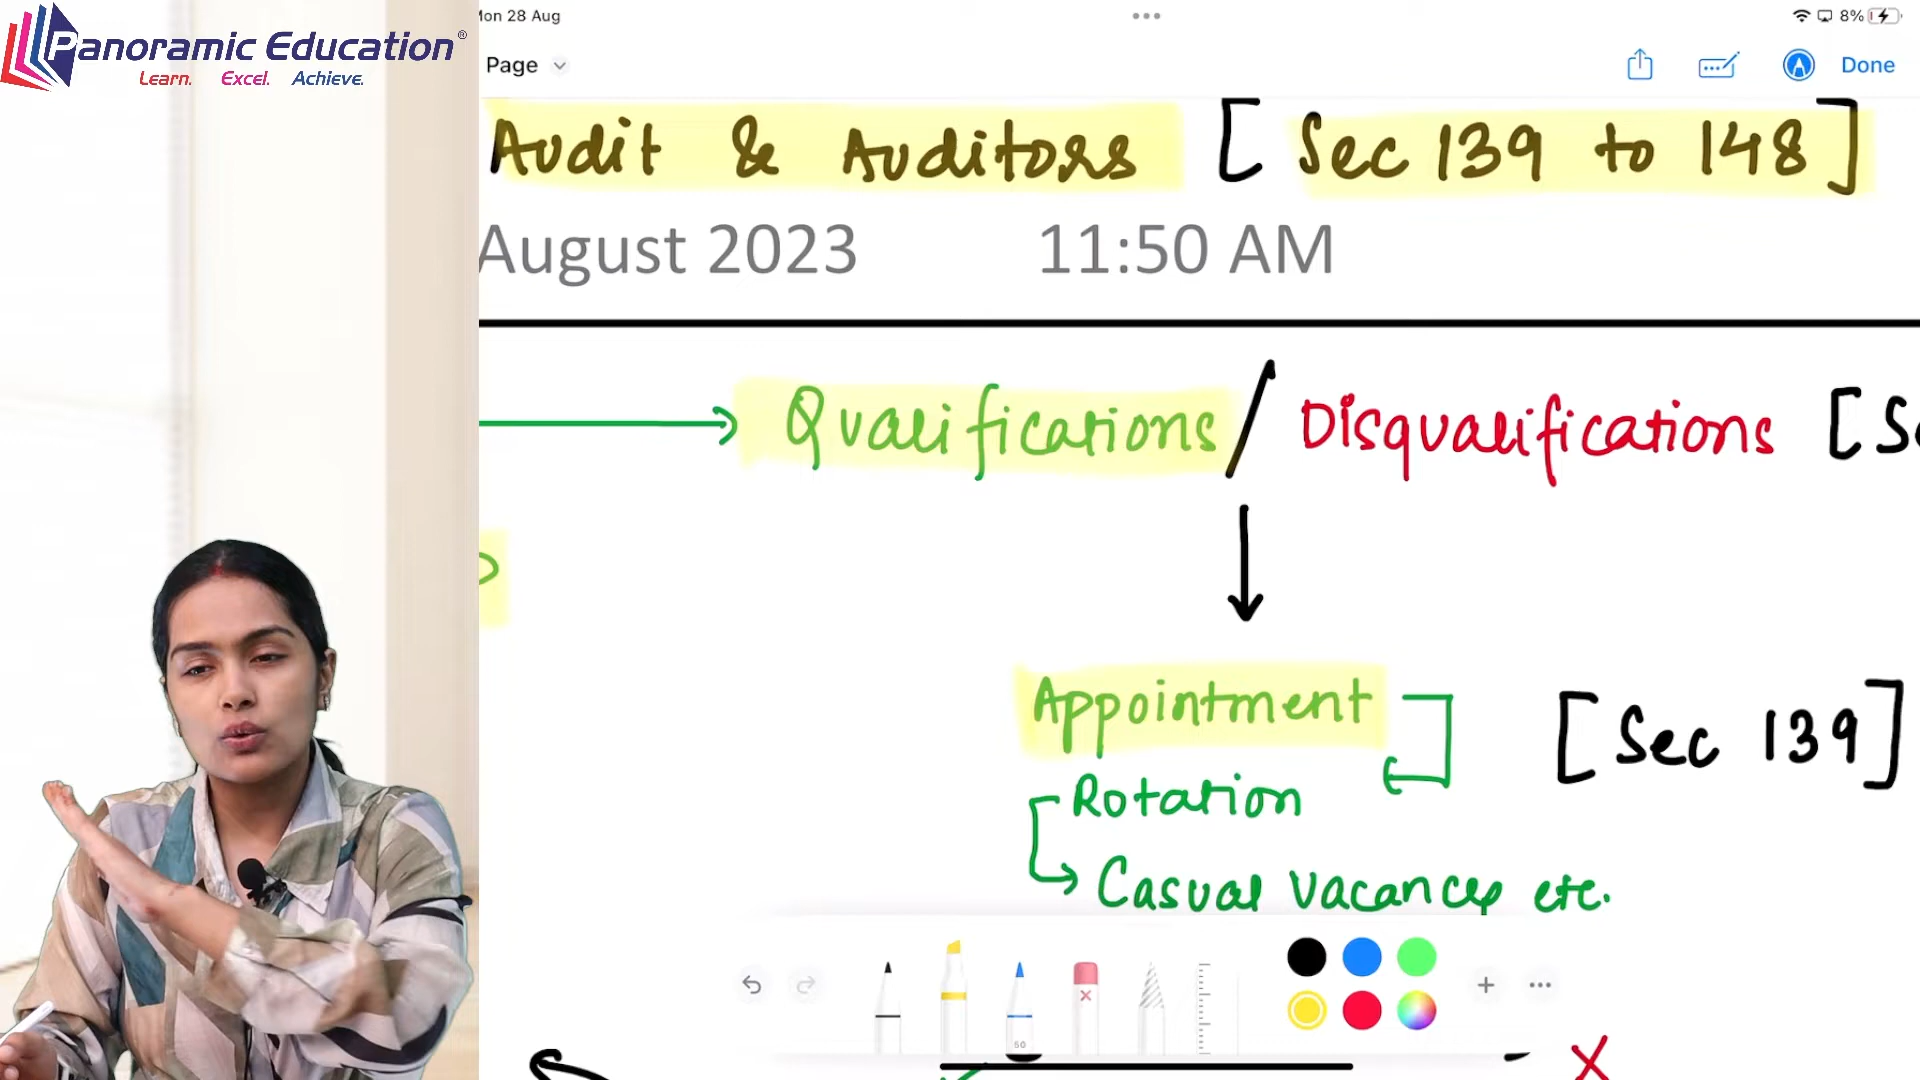 Panoramic Education®
Learn. Excel. Achieve.
Mon 28 Aug
8%
Page
Done
Audit & Auditors [Sec 139 to 148]
August 2023 11:50 AM
Qualifications / Disqualifications [S
Appointment
[Sec 139]
Rotation
Casual Vacancy etc.
50